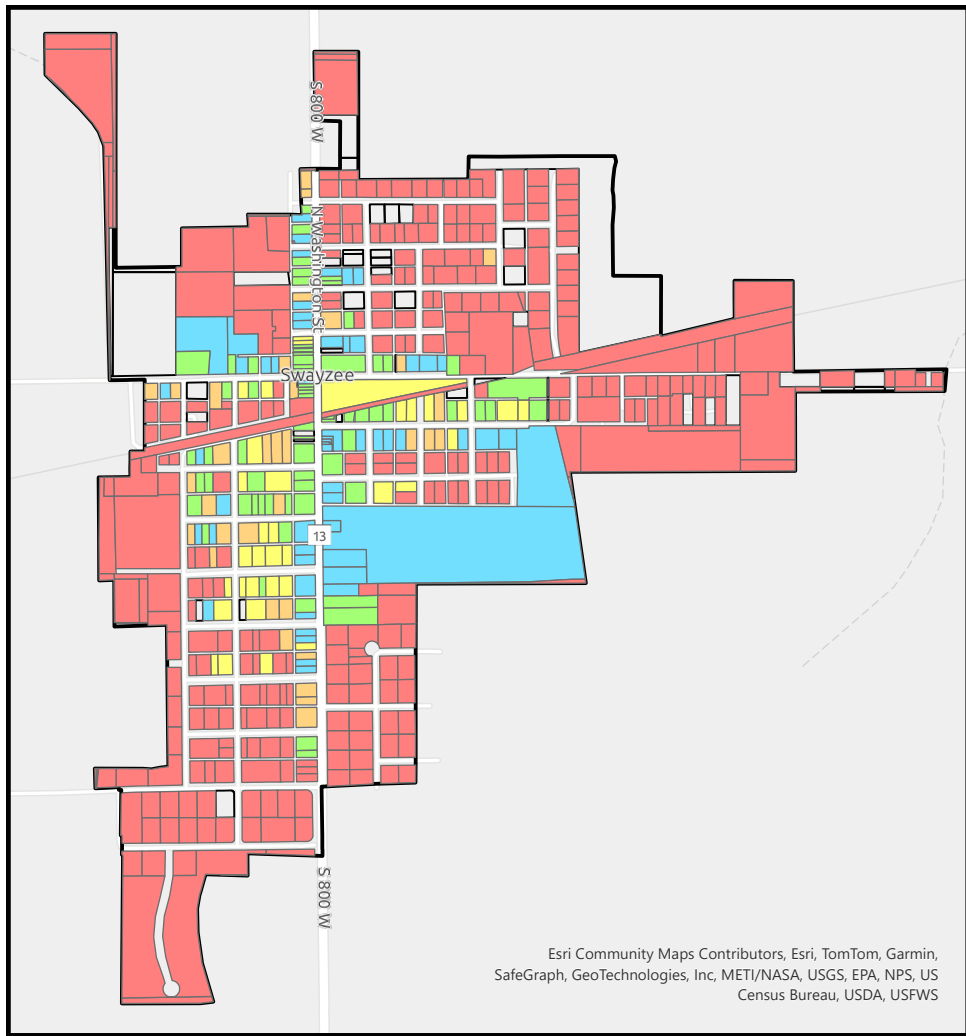 S 800 W
N Washington St
Swayzee
13
S 800 W
Esri Community Maps Contributors, Esri, TomTom, Garmin,
SafeGraph, GeoTechnologies, Inc, METI/NASA, USGS, EPA, NPS, US
Census Bureau, USDA, USFWS